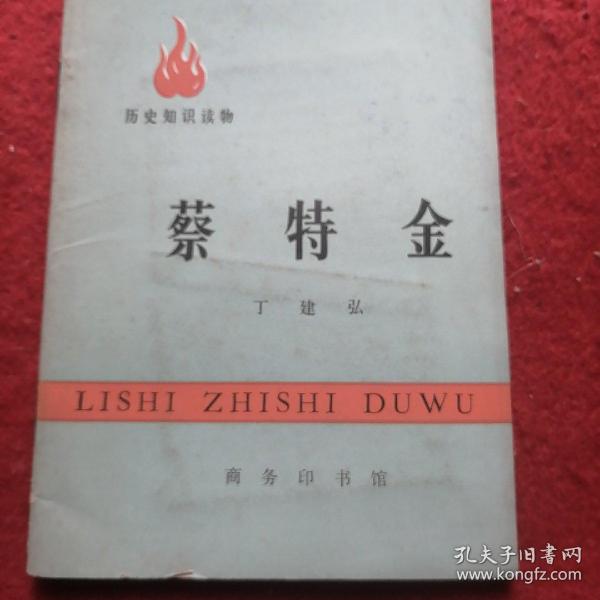 历史知识读物
蔡特金
丁建弘
LISHI ZHISHI DUWU
商务印书馆
孔夫子旧书网
www.kongfz.com